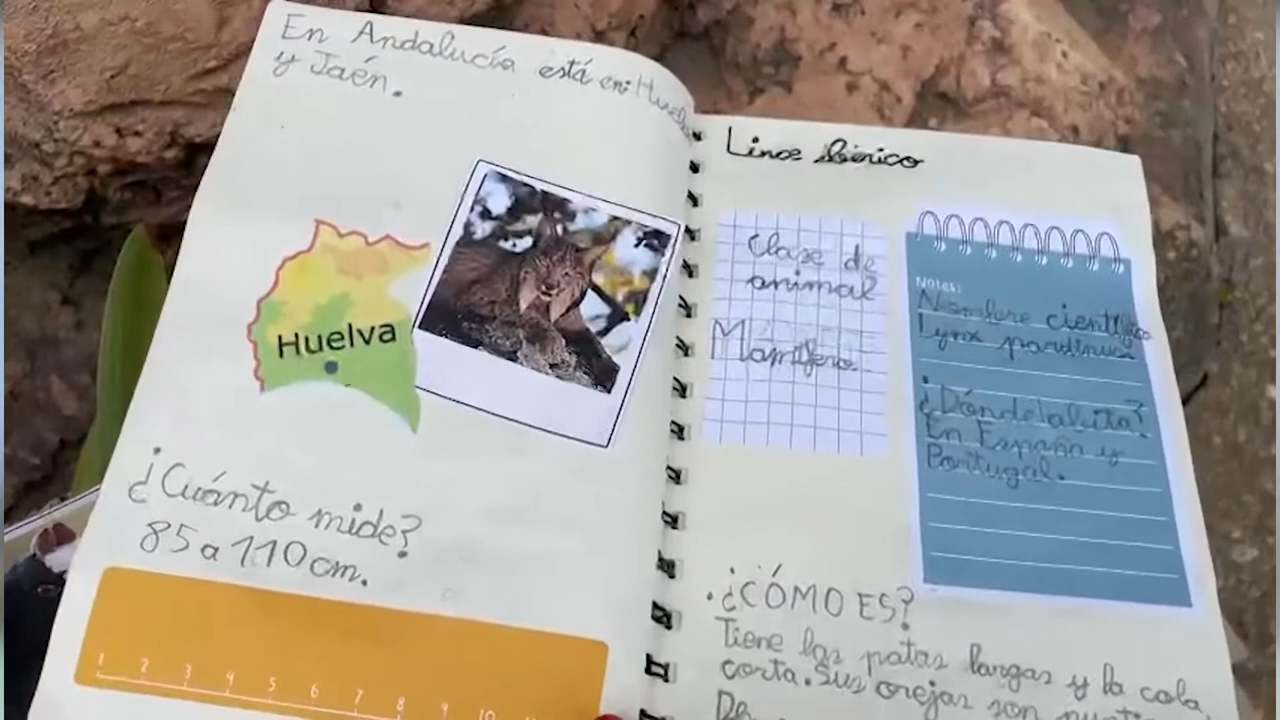 En Andalucía está en: Huelva
y Jaén.
Huelva
¿Cuánto mide?
85 a 110 cm.
1 2 3 4 5 6 7 8 9 10
Lince ibérico
Clase de
animal
Mamífero
Notes:
Nombre científico
Lynx pardinus
¿Dónde habita?
En España y
Portugal.
.¿CÓMO ES?
Tiene las patas largas y la cola
corta. Sus orejas son